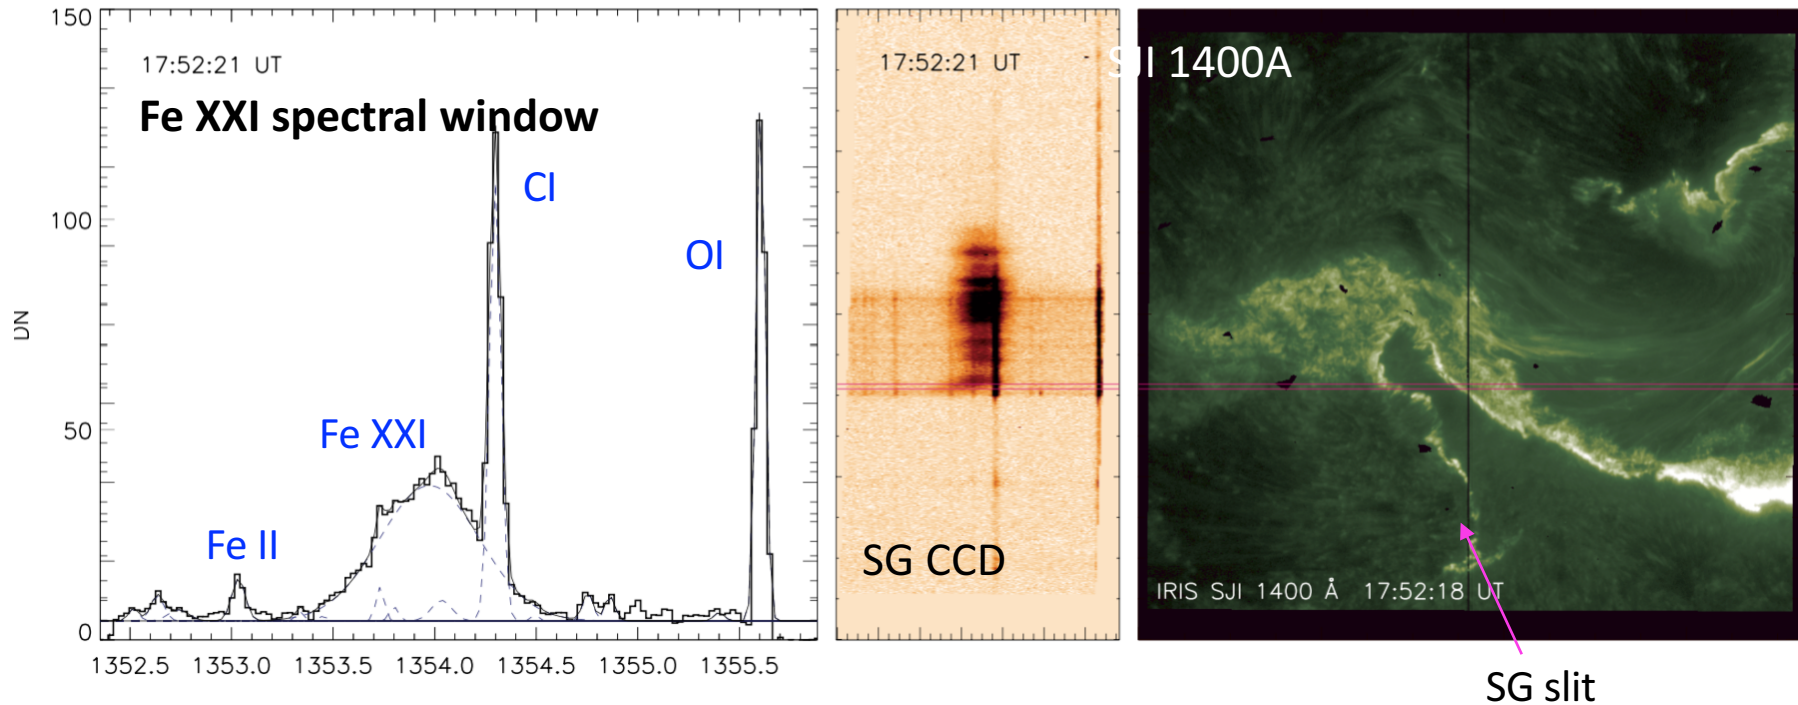 150
17:52:21 UT
Fe XXI spectral window
CI
100
OI
DN
50
Fe XXI
Fe II
0
1352.5 1353.0 1353.5 1354.0 1354.5 1355.0 1355.5
17:52:21 UT
SG CCD
SJI 1400A
IRIS SJI 1400 Å 17:52:18 UT
SG slit